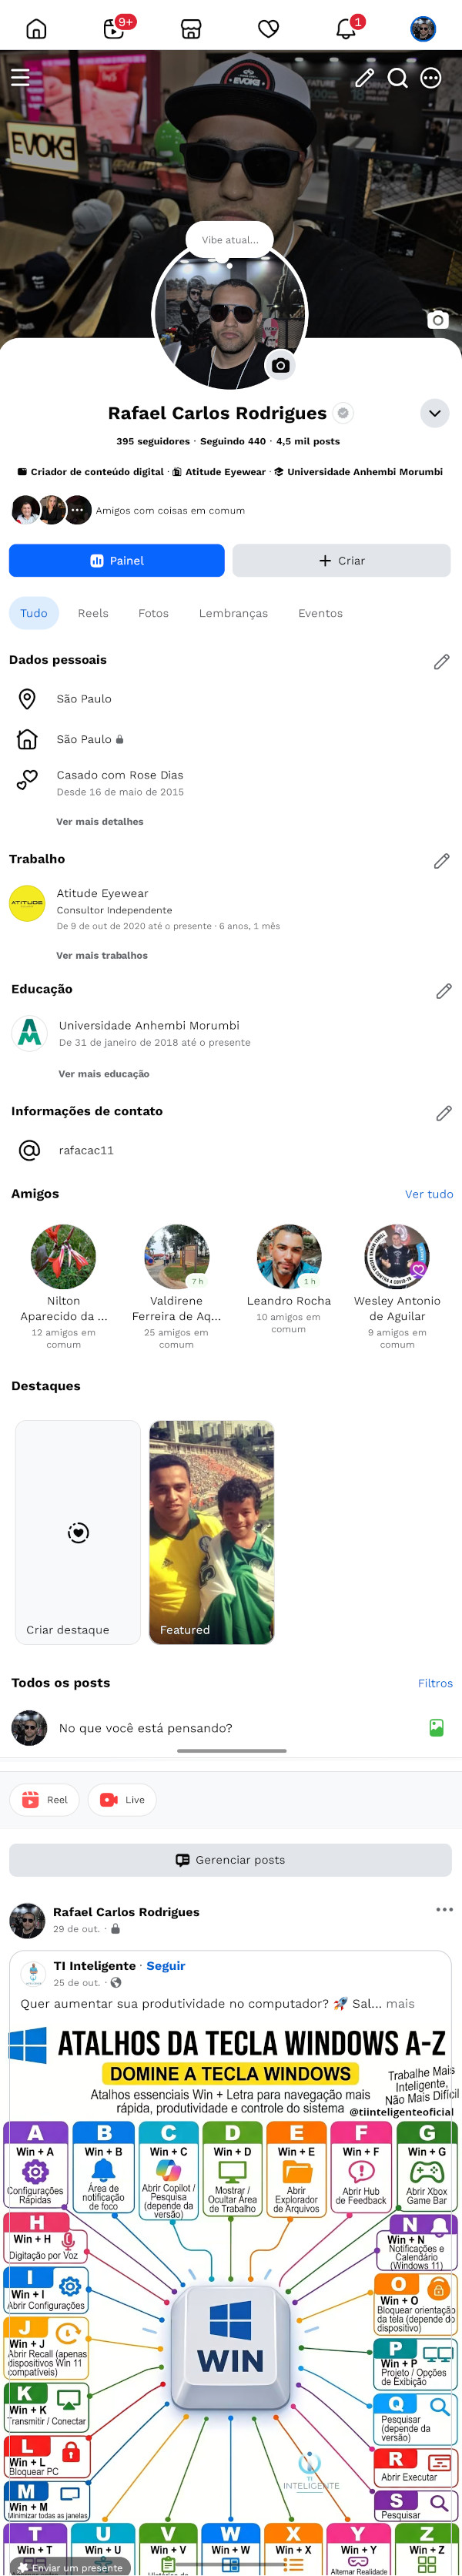 9+
1
EVOKE
EVOKE
Vibe atual...
Rafael Carlos Rodrigues
395 seguidores · Seguindo 440 · 4,5 mil posts
Criador de conteúdo digital · Atitude Eyewear · Universidade Anhembi Morumbi
Amigos com coisas em comum
Painel
Criar
Tudo
Reels
Fotos
Lembranças
Eventos
Dados pessoais
São Paulo
São Paulo
Casado com Rose Dias
Desde 16 de maio de 2015
Ver mais detalhes
Trabalho
ATITUDE
Atitude Eyewear
Consultor Independente
De 9 de out de 2020 até o presente · 6 anos, 1 mês
Ver mais trabalhos
Educação
Universidade Anhembi Morumbi
De 31 de janeiro de 2018 até o presente
Ver mais educação
Informações de contato
rafacac11
Amigos
Ver tudo
7 h
1 h
Nilton
Aparecido da ...
12 amigos em
comum
Valdirene
Ferreira de Aq...
25 amigos em
comum
Leandro Rocha
10 amigos em
comum
Wesley Antonio
de Aguilar
9 amigos em
comum
Destaques
Criar destaque
Featured
Todos os posts
Filtros
No que você está pensando?
Reel
Live
Gerenciar posts
Rafael Carlos Rodrigues
29 de out. ·
TI Inteligente · Seguir
25 de out. ·
Quer aumentar sua produtividade no computador? 🚀 Sal... mais
ATALHOS DA TECLA WINDOWS A-Z
DOMINE A TECLA WINDOWS
Trabalhe Mais
Inteligente,
Não Mais Difícil
Atalhos essenciais Win + Letra para navegação mais
rápida, produtividade e controle do sistema
@tiinteligenteoficial
A
Win + A
Configurações
Rápidas
B
Win + B
Área de
notificação
de foco
C
Win + C
Abrir Copilot /
Pesquisa
(depende da
versão)
D
Win + D
Mostrar /
Ocultar Área
de Trabalho
E
Win + E
Abrir
Explorador
de Arquivos
F
Win + F
Abrir Hub
de Feedback
G
Win + G
Abrir Xbox
Game Bar
H
Win + H
Digitação por Voz
N
Win + N
Notificações e
Calendário
(Windows 11)
I
Win + I
Abrir Configurações
O
Win + O
Bloquear orientação
da tela (depende do
dispositivo)
J
Win + J
Abrir Recall (apenas
dispositivos Win 11
compatíveis)
P
Win + P
Projeto / Opções
de Exibição
WIN
K
Win + K
Transmitir / Conectar
Q
Pesquisar
(depende da
versão)
L
Win + L
Bloquear PC
R
Abrir Executar
M
Win + M
Minimizar todas as janelas
S
Pesquisar
TI
INTELIGENTE
T
Win + T
U
Win + U
V
Win + V
W
Win + W
X
Win + X
Y
Win + Y
Alternar Realidade
Z
Win + Z
Enviar um presente